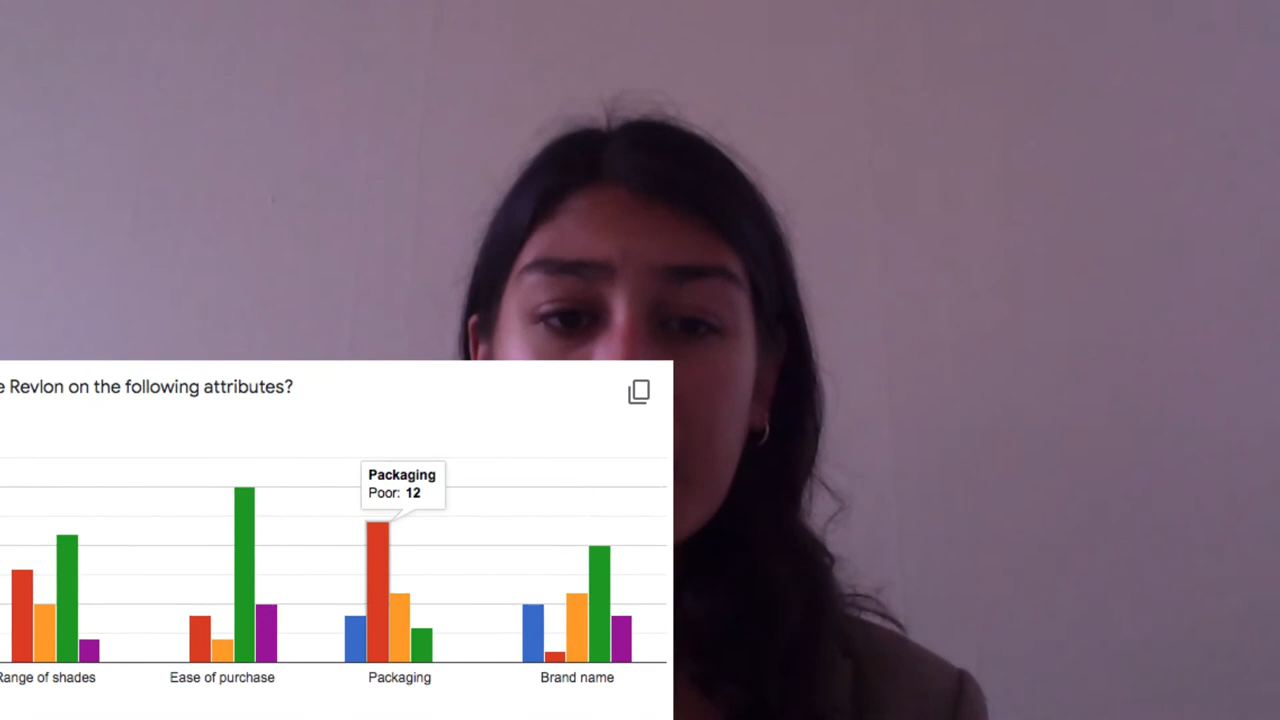 e Revlon on the following attributes?
Packaging
Poor: 12
Range of shades
Ease of purchase
Packaging
Brand name